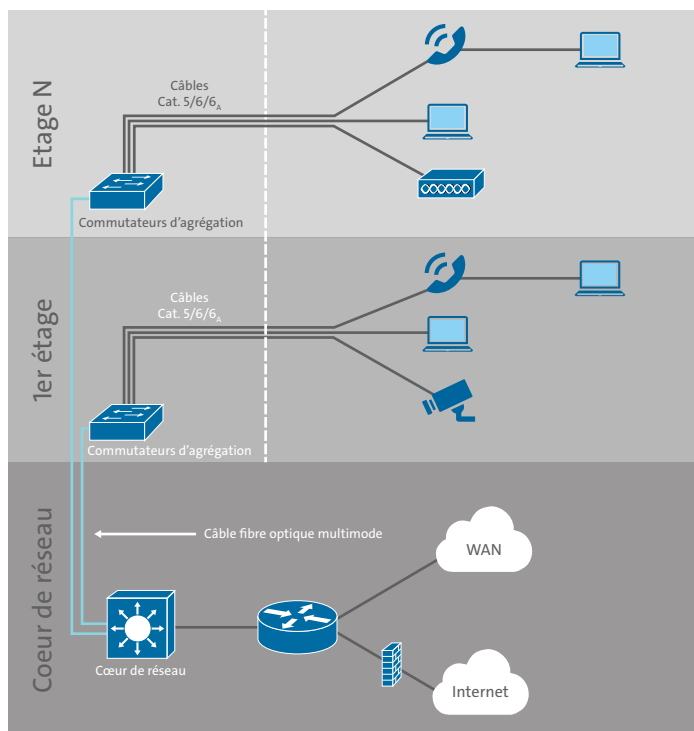 Etage N
Câbles
Cat. 5/6/6A
Commutateurs d'agrégation
1er étage
Câbles
Cat. 5/6/6A
Commutateurs d'agrégation
Coeur de réseau
Câble fibre optique multimode
WAN
Cœur de réseau
Internet